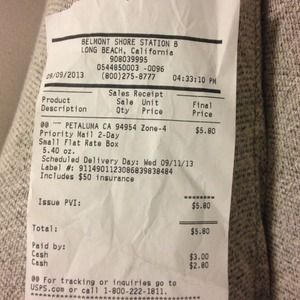 BELMONT SHORE STATION B
LONG BEACH, California
908039995
0544850003 -0096
09/09/2013 (800)275-8777 04:33:10 PM
Sales Receipt
Product Sale Unit Final
Description Qty Price Price
@@ PETALUMA CA 94954 Zone-4 $5.80
Priority Mail 2-Day
Small Flat Rate Box
5.40 oz.
Scheduled Delivery Day: Wed 09/11/13
Label #: 9114901123086839838484
Includes $50 insurance
Issue PVI: $5.80
Total: $5.80
Paid by:
Cash $3.00
Cash $2.80
@@ For tracking or inquiries go to
USPS.com or call 1-800-222-1811.